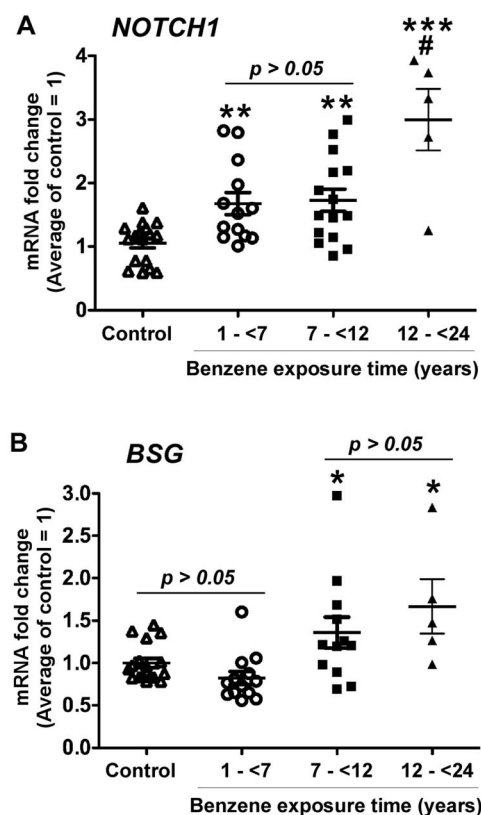 A
NOTCH1
***
#
p > 0.05
** **
4
3
2
1
0
mRNA fold change
(Average of control = 1)
Control 1 - <7 7 - <12 12 - <24
Benzene exposure time (years)
B
BSG
p > 0.05
* *
p > 0.05
3.0
2.5
2.0
1.5
1.0
0.5
0.0
mRNA fold change
(Average of control = 1)
Control 1 - <7 7 - <12 12 - <24
Benzene exposure time (years)